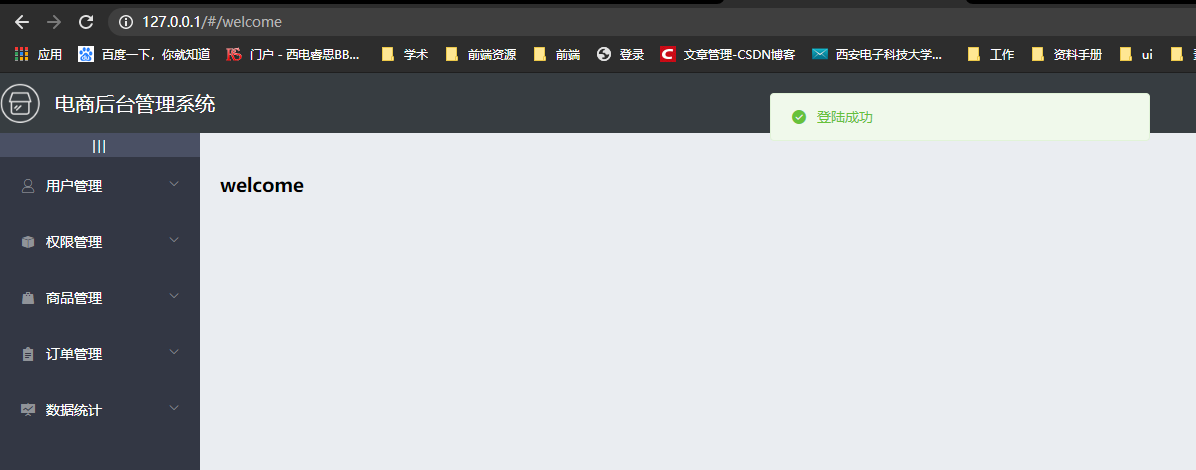 127.0.0.1/#/welcome
应用 百度一下，你就知道 门户 - 西电睿思BB... 学术 前端资源 前端 登录 文章管理-CSDN博客 西安电子科技大学... 工作 资料手册 ui
电商后台管理系统
登陆成功
|||
welcome
用户管理
权限管理
商品管理
订单管理
数据统计